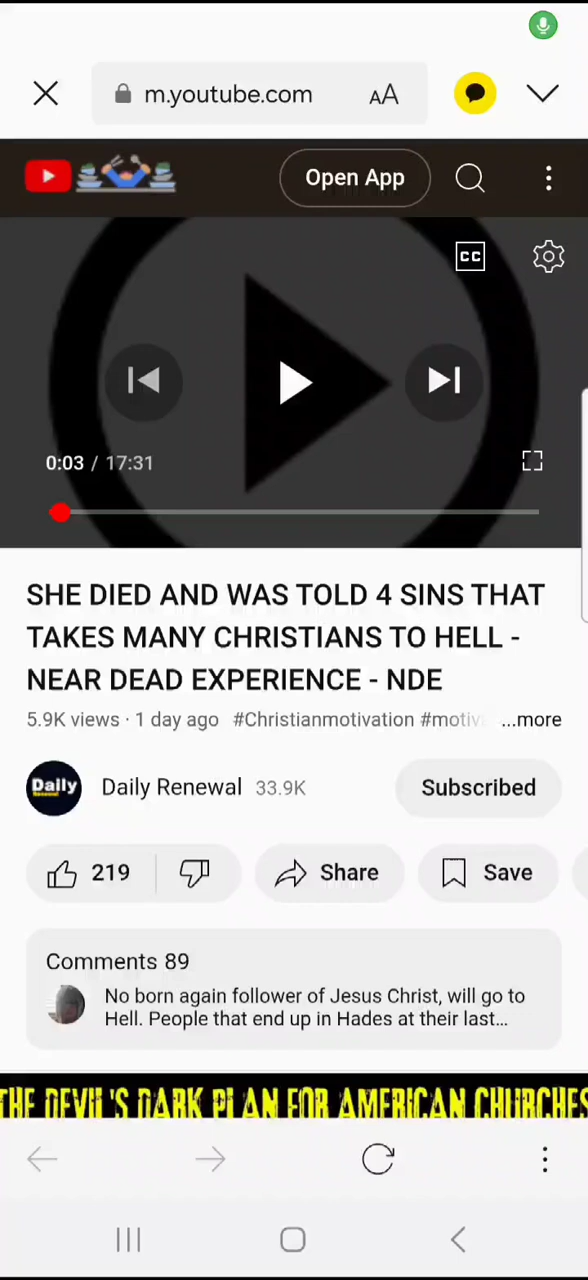 m.youtube.com
AA
Open App
CC
0:03 / 17:31
SHE DIED AND WAS TOLD 4 SINS THAT
TAKES MANY CHRISTIANS TO HELL -
NEAR DEAD EXPERIENCE - NDE
5.9K views · 1 day ago #Christianmotivation #motiv ...more
Daily
Renewal
Daily Renewal 33.9K
Subscribed
219
Share
Save
Comments 89
No born again follower of Jesus Christ, will go to
Hell. People that end up in Hades at their last...
THE DEVIL'S DARK PLAN FOR AMERICAN CHURCHES